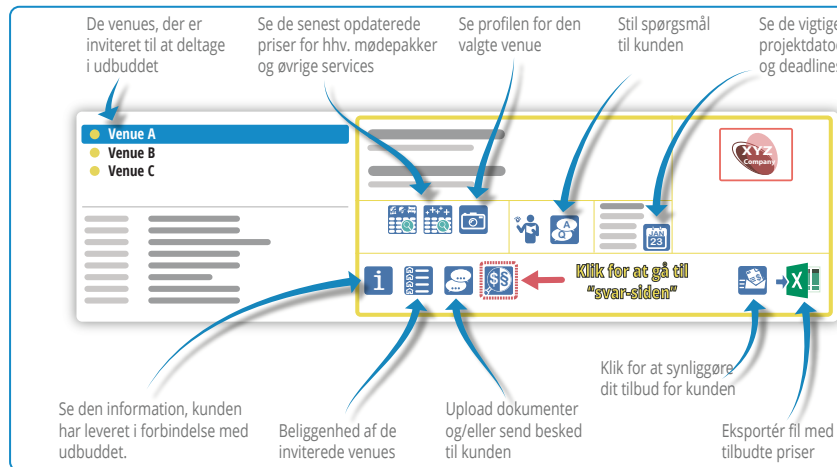 De venues, der er
inviteret til at deltage
i udbuddet
Se de senest opdaterede
priser for hhv. mødepakker
og øvrige services
Se profilen for den
valgte venue
Stil spørgsmål
til kunden
Se de vigtige
projektdatoe
og deadlines
Venue A
Venue B
Venue C
XYZ
Company
A
Q
JAN
23
i
$ $
Klik for at gå til
"svar-siden"
X
Klik for at synliggøre
dit tilbud for kunden
Se den information, kunden
har leveret i forbindelse med
udbuddet.
Beliggenhed af de
inviterede venues
Upload dokumenter
og/eller send besked
til kunden
Eksportér fil med
tilbudte priser